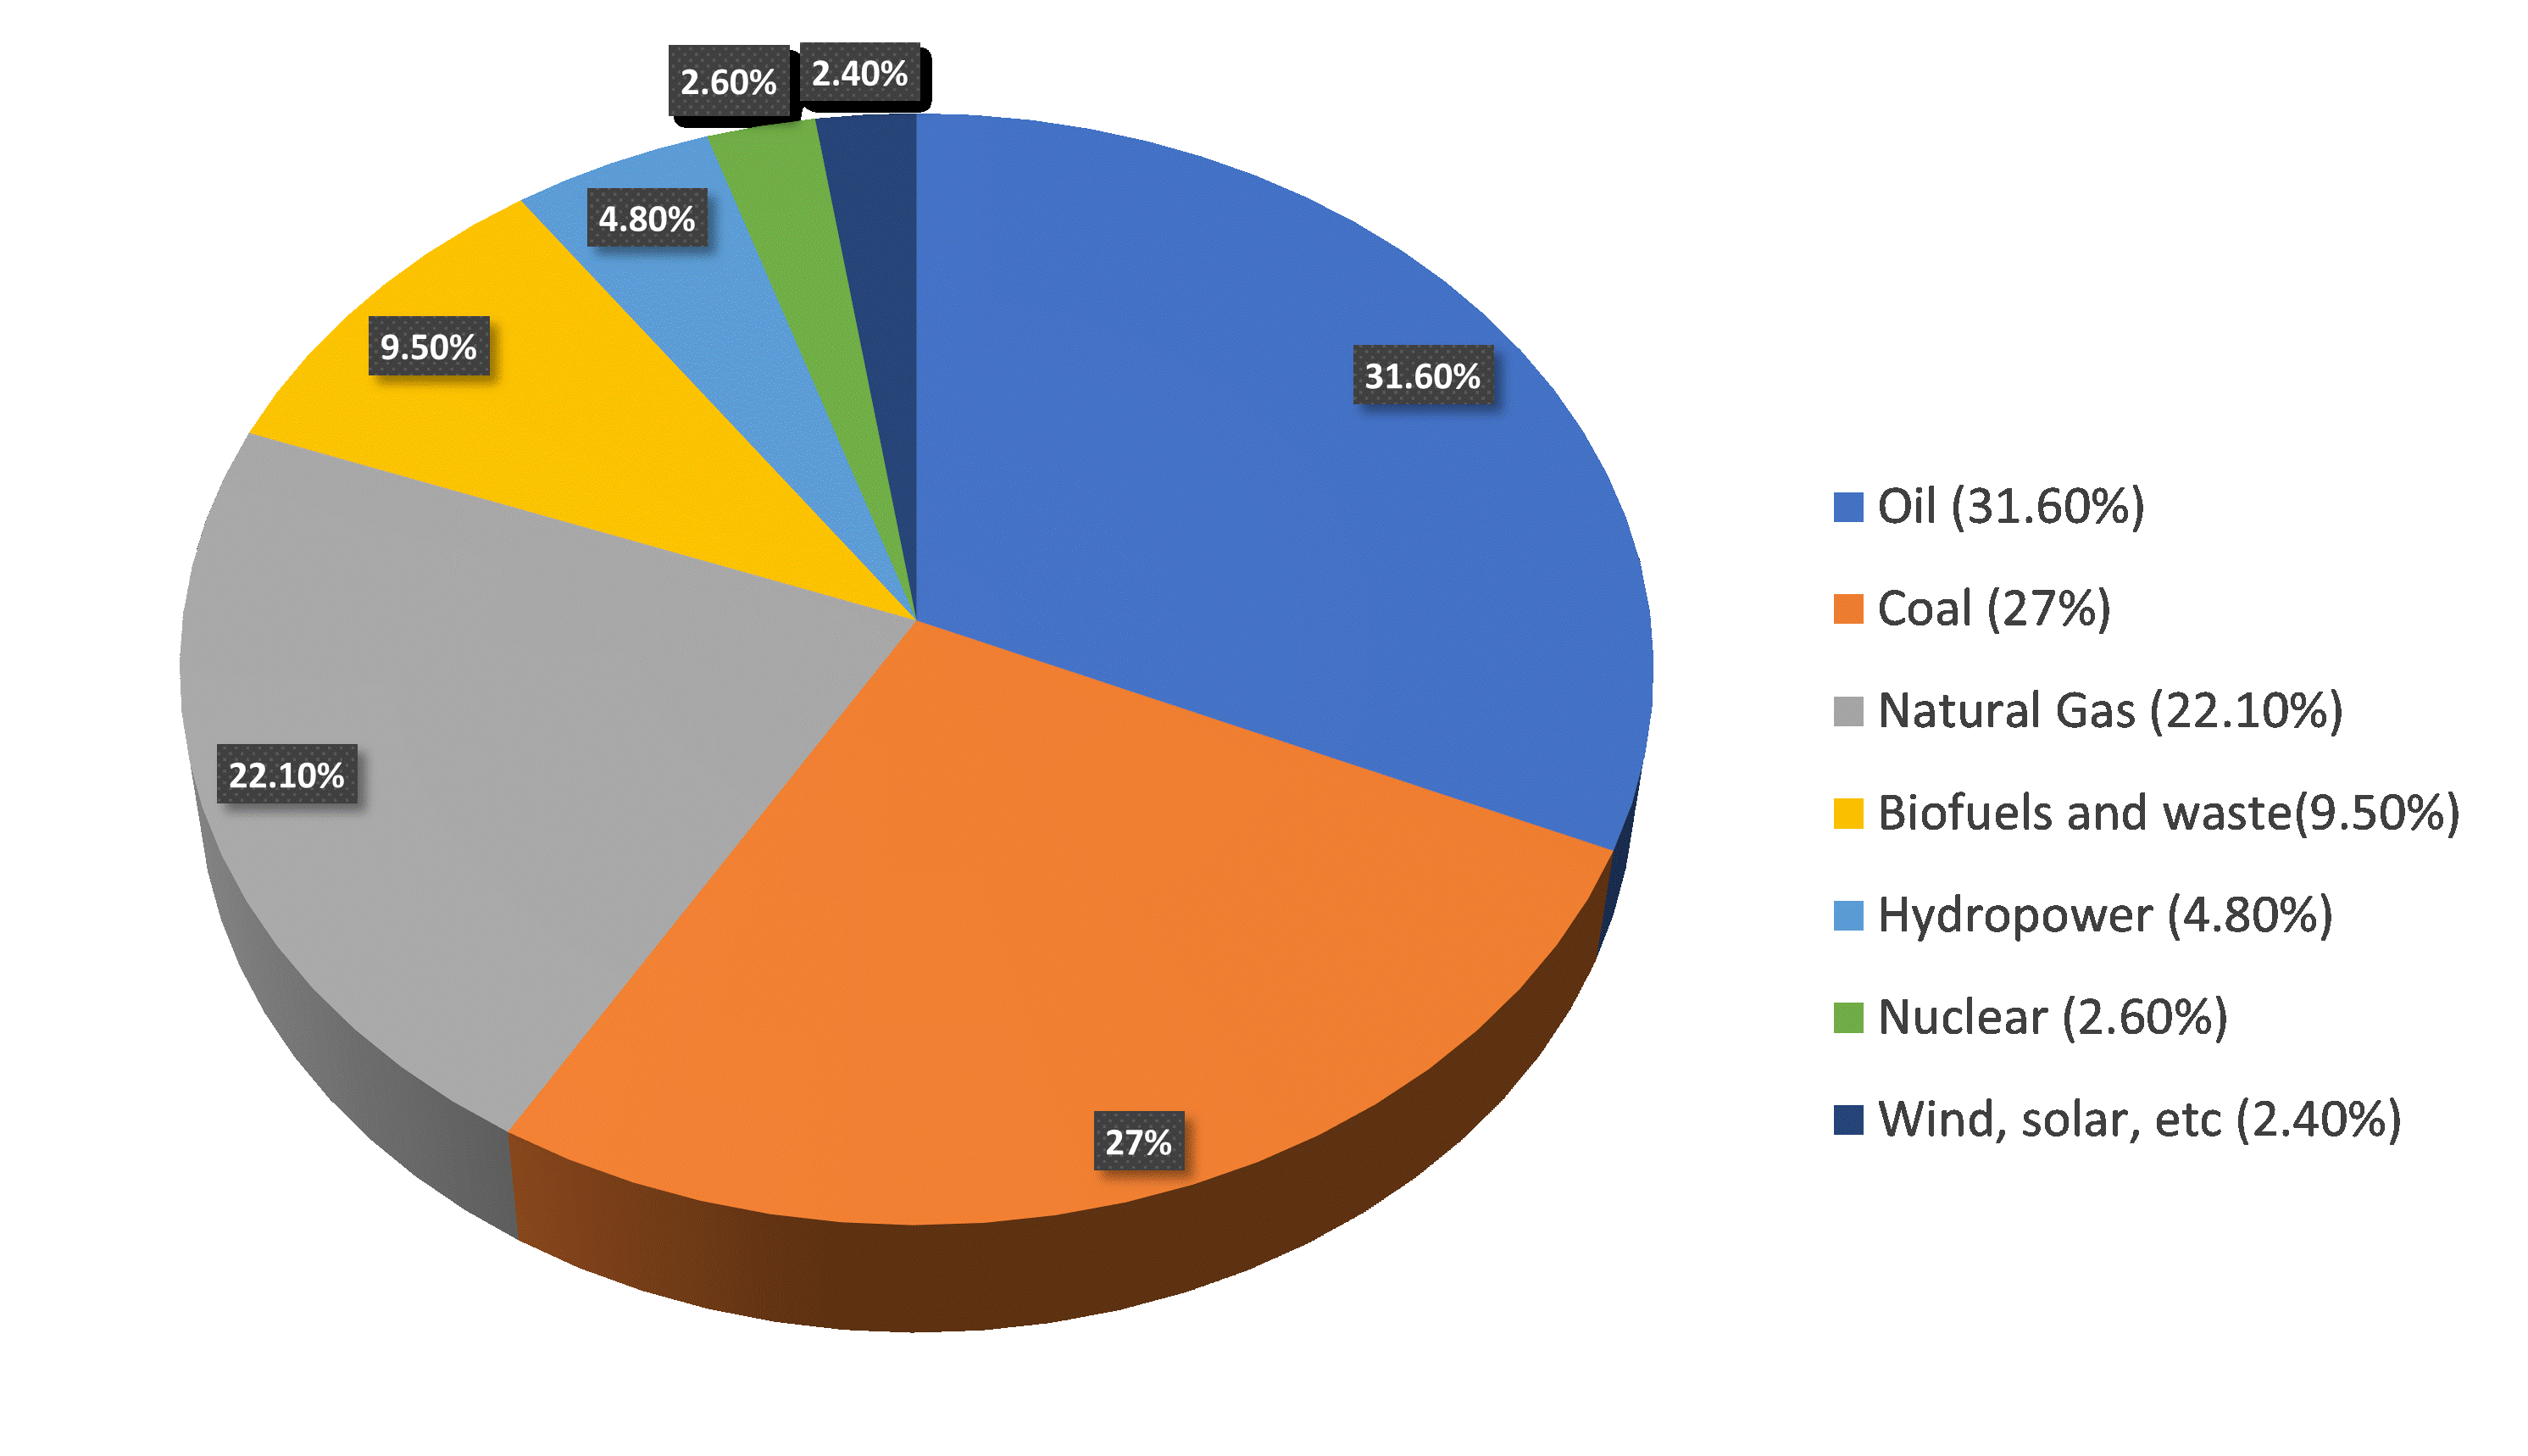 2.60%
2.40%
4.80%
9.50%
31.60%
22.10%
27%
Oil (31.60%)
Coal (27%)
Natural Gas (22.10%)
Biofuels and waste(9.50%)
Hydropower (4.80%)
Nuclear (2.60%)
Wind, solar, etc (2.40%)